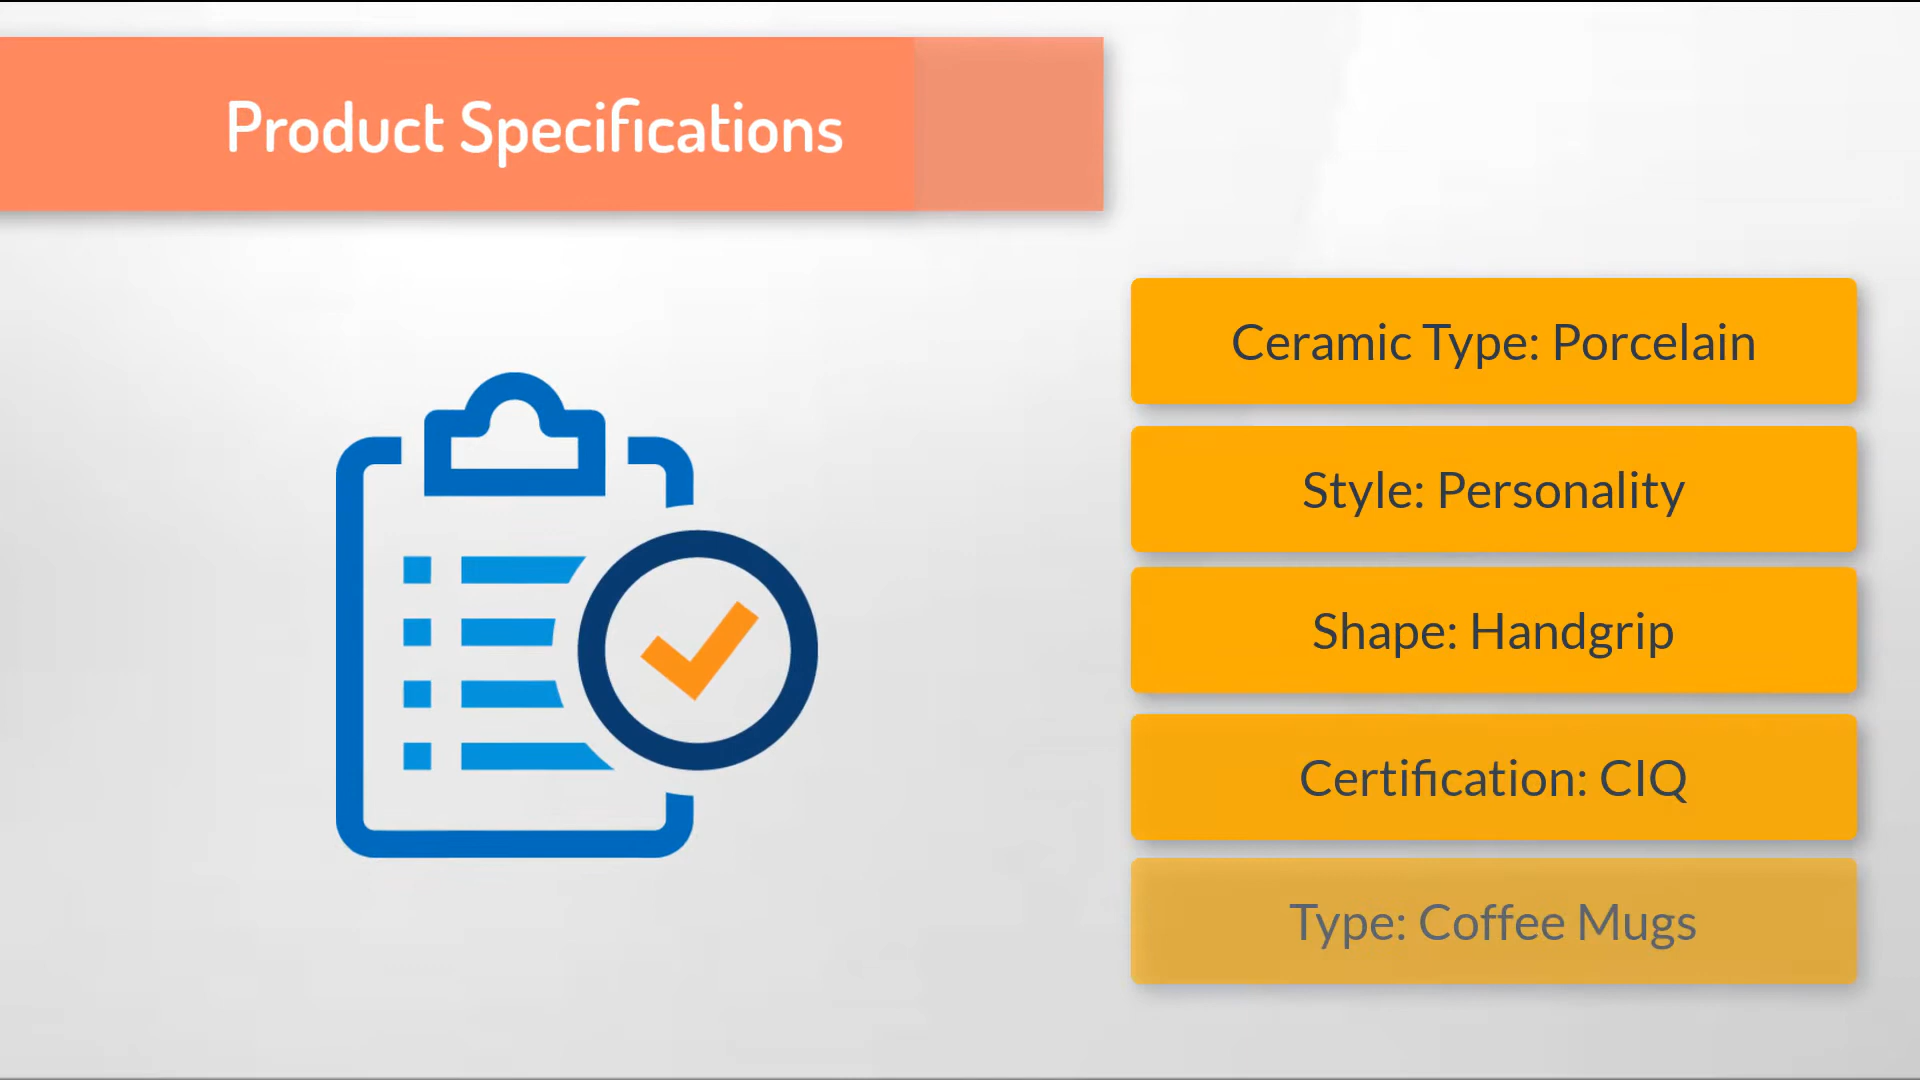 Product Specifications
Ceramic Type: Porcelain
Style: Personality
Shape: Handgrip
Certification: CIQ
Type: Coffee Mugs